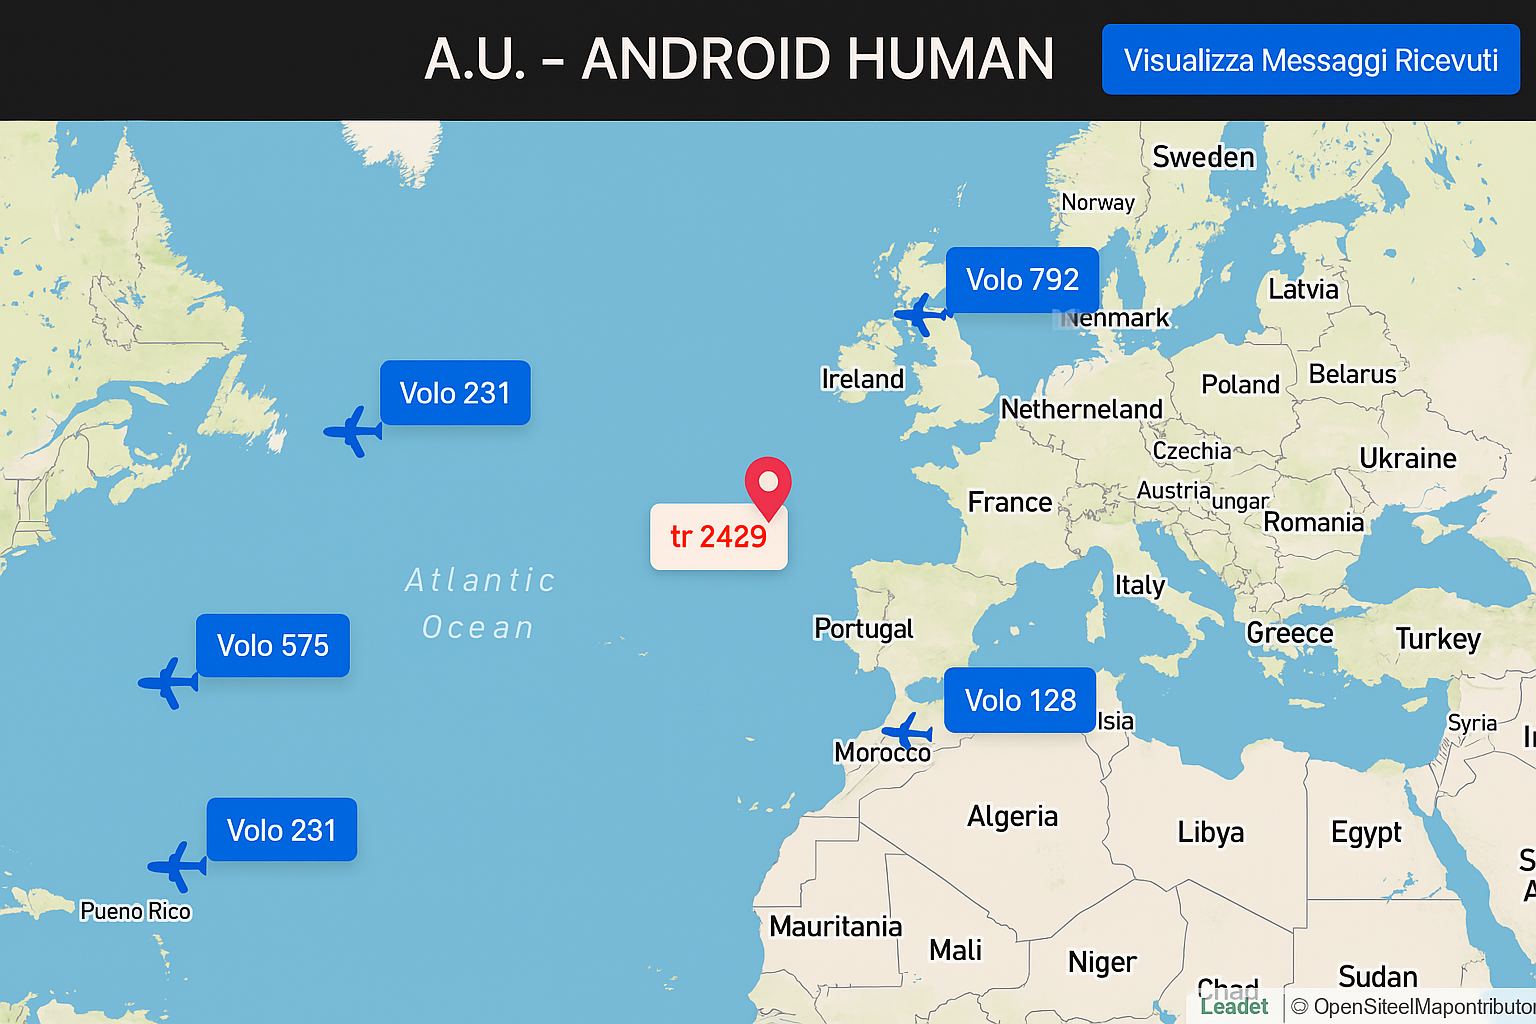 A.U. – ANDROID HUMAN
Visualizza Messaggi Ricevuti
Sweden
Norway
Volo 792
Latvia
Nenmark
Volo 231
Ireland
Belarus
Poland
Netherneland
Czechia
Ukraine
Austria
ungar
France
Romania
tr 2429
Atlantic
Ocean
Italy
Portugal
Greece
Turkey
Volo 575
Volo 128
Isia
Syria
Morocco
Algeria
Libya
Egypt
Volo 231
Pueno Rico
Mauritania
Mali
Niger
Sudan
Chad
Leadet
© OpenSiteelMapontributo